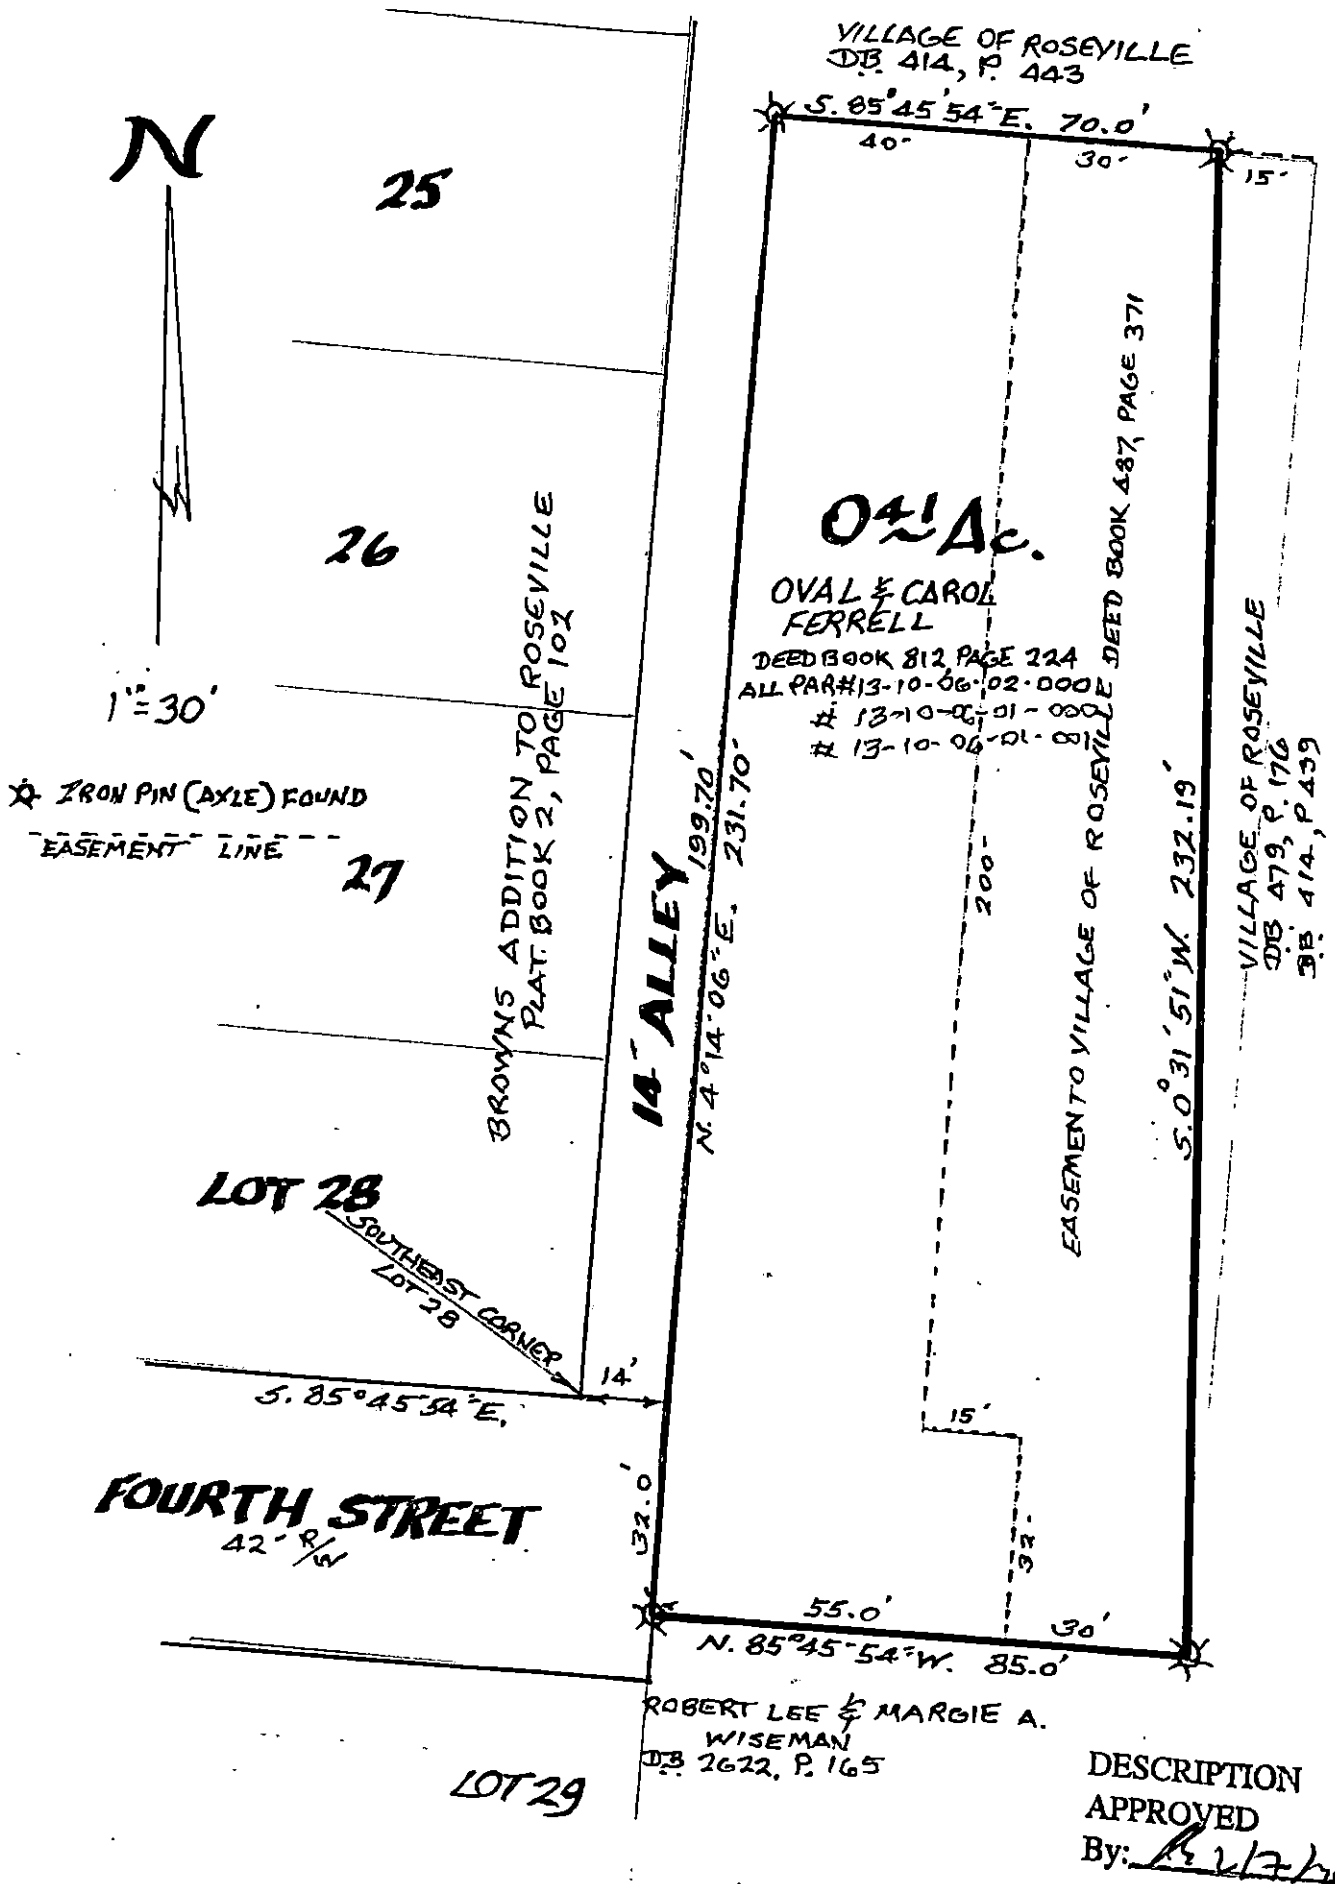 VILLAGE OF ROSEVILLE
DB. 414, P. 443
S. 85°45'54"E. 70.0'
40'
30'
15'
N
25
26
1"=30'
IRON PIN (AXLE) FOUND
EASEMENT LINE
27
BROWNS ADDITION TO ROSEVILLE
PLAT. BOOK 2, PAGE 102
14' ALLEY
199.70'
N. 4°14'06"E. 231.70'
0.41 Ac.
OVAL & CAROL
FERRELL
DEED BOOK 812 PAGE 224
ALL PAR#13-10-06-02-000
# 13-10-06-01-000
# 13-10-06-01-001
200'
EASEMENT TO VILLAGE OF ROSEVILLE DEED BOOK 487, PAGE 371
S. 0°31'51"W. 232.19'
VILLAGE OF ROSEVILLE
DB. 479, P. 176
DB. 414, P 439
LOT 28
SOUTHEAST CORNER
LOT 28
14'
S. 85°45'54"E.
15'
FOURTH STREET
42' R/W
32.0'
32'
55.0'
30'
N. 85°45'54"W. 85.0'
ROBERT LEE & MARGIE A.
WISEMAN
DB. 2622, P. 165
LOT 29
DESCRIPTION
APPROVED
By: